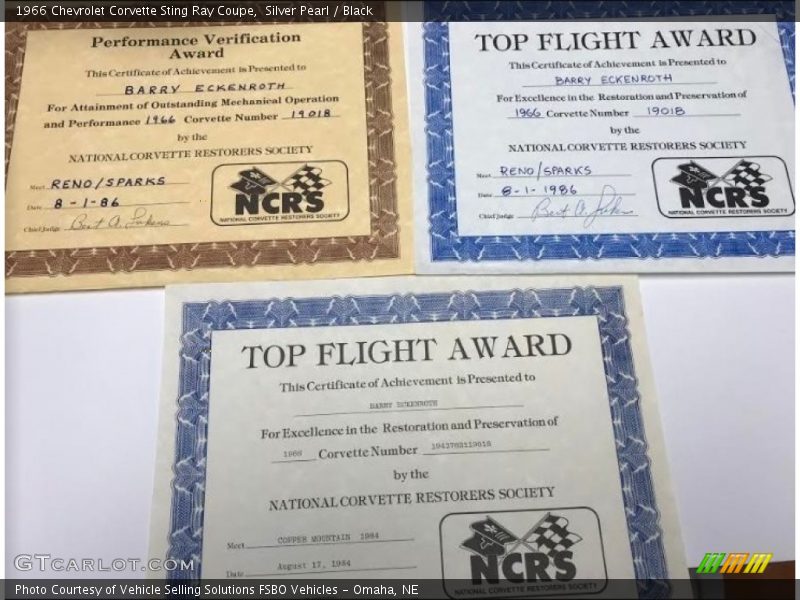 1966 Chevrolet Corvette Sting Ray Coupe, Silver Pearl / Black
Performance Verification
Award
This Certificate of Achievement is Presented to
BARRY ECKENROTH
For Attainment of Outstanding Mechanical Operation
and Performance 1966 Corvette Number 19018
by the
NATIONAL CORVETTE RESTORERS SOCIETY
Meet RENO/SPARKS
Date 8-1-86
Chief Judge
NCRS
NATIONAL CORVETTE RESTORERS SOCIETY
TOP FLIGHT AWARD
This Certificate of Achievement is Presented to
BARRY ECKENROTH
For Excellence in the Restoration and Preservation of
1966 Corvette Number 19018
by the
NATIONAL CORVETTE RESTORERS SOCIETY
Meet RENO/SPARKS
Date 8-1-1986
Chief Judge
NCRS
NATIONAL CORVETTE RESTORERS SOCIETY
TOP FLIGHT AWARD
This Certificate of Achievement is Presented to
BARRY ECKENROTH
For Excellence in the Restoration and Preservation of
1966 Corvette Number
by the
NATIONAL CORVETTE RESTORERS SOCIETY
Meet COPPER MOUNTAIN 1984
Date August 17, 1984
NCRS
NATIONAL CORVETTE RESTORERS SOCIETY
GTcarlot.com
Photo Courtesy of Vehicle Selling Solutions FSBO Vehicles - Omaha, NE